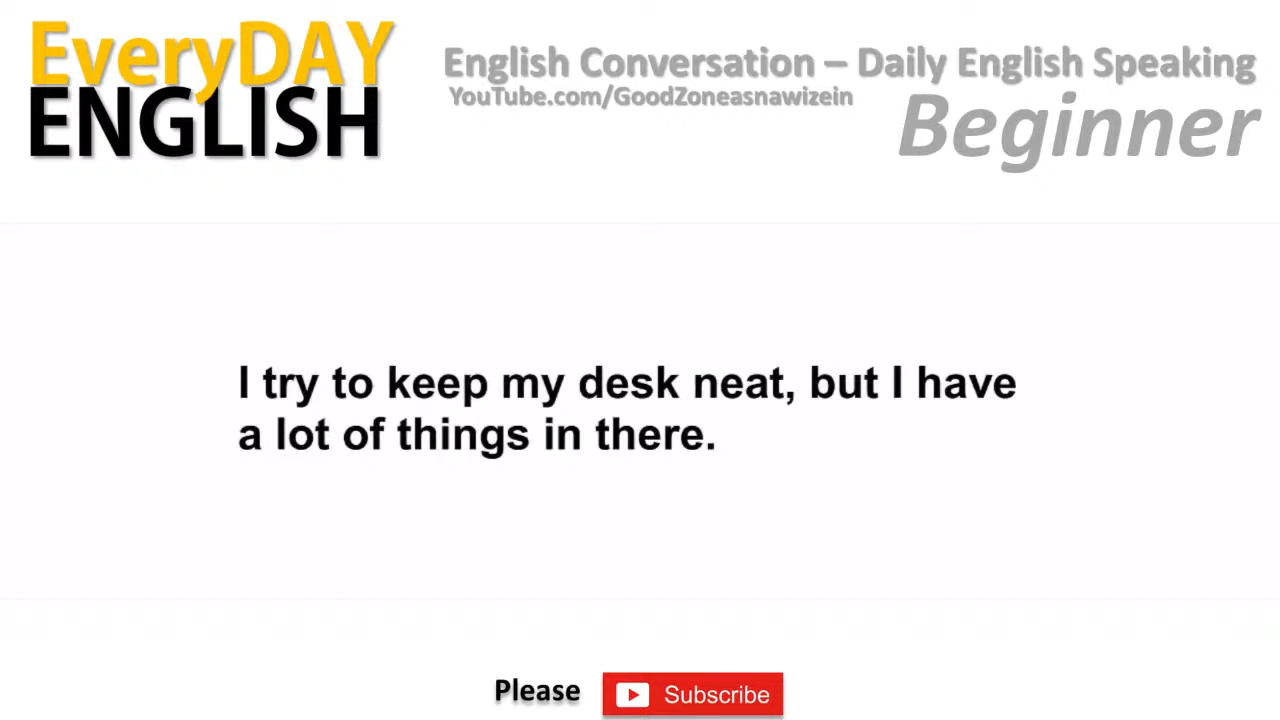 EveryDAY
ENGLISH
English Conversation – Daily English Speaking
YouTube.com/GoodZoneasnawizein
Beginner
I try to keep my desk neat, but I have
a lot of things in there.
Please
Subscribe